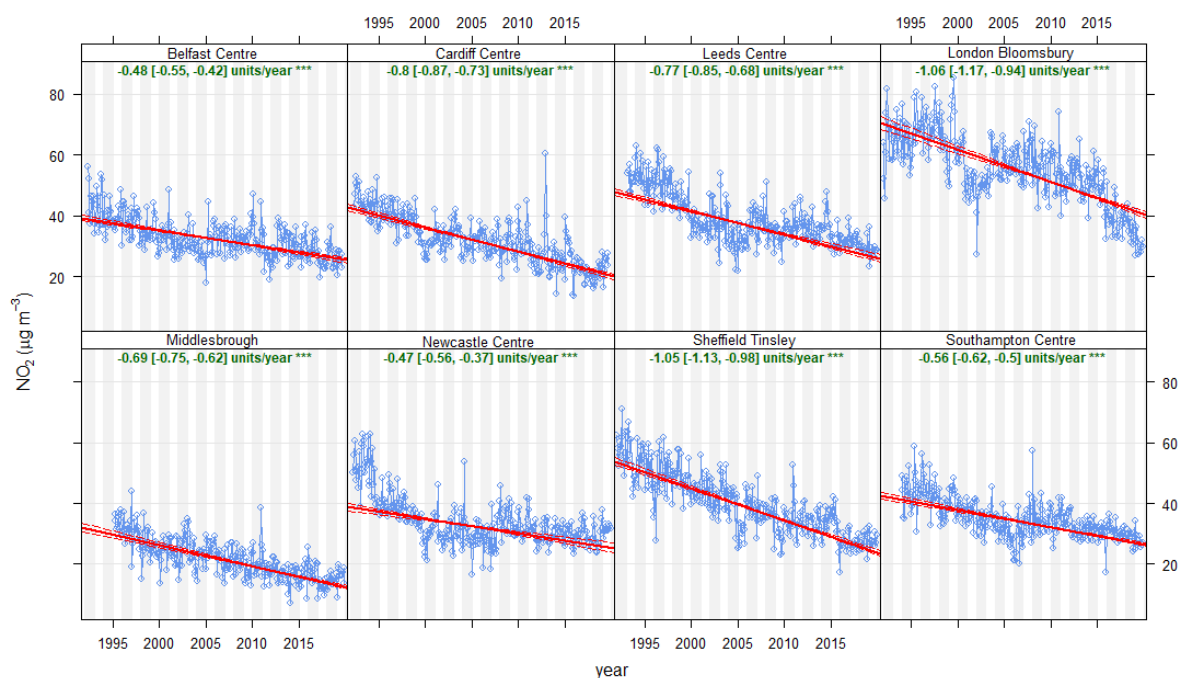 1995 2000 2005 2010 2015 1995 2000 2005 2010 2015
Belfast Centre Cardiff Centre Leeds Centre London Bloomsbury
-0.48 [-0.55, -0.42] units/year *** -0.8 [-0.87, -0.73] units/year *** -0.77 [-0.85, -0.68] units/year *** -1.06 [-1.17, -0.94] units/year ***
80
60
40
20
Middlesbrough Newcastle Centre Sheffield Tinsley Southampton Centre
-0.69 [-0.75, -0.62] units/year *** -0.47 [-0.56, -0.37] units/year *** -1.05 [-1.13, -0.98] units/year *** -0.56 [-0.62, -0.5] units/year ***
80
60
40
20
NO₂ (µg m⁻³)
1995 2000 2005 2010 2015 1995 2000 2005 2010 2015
year